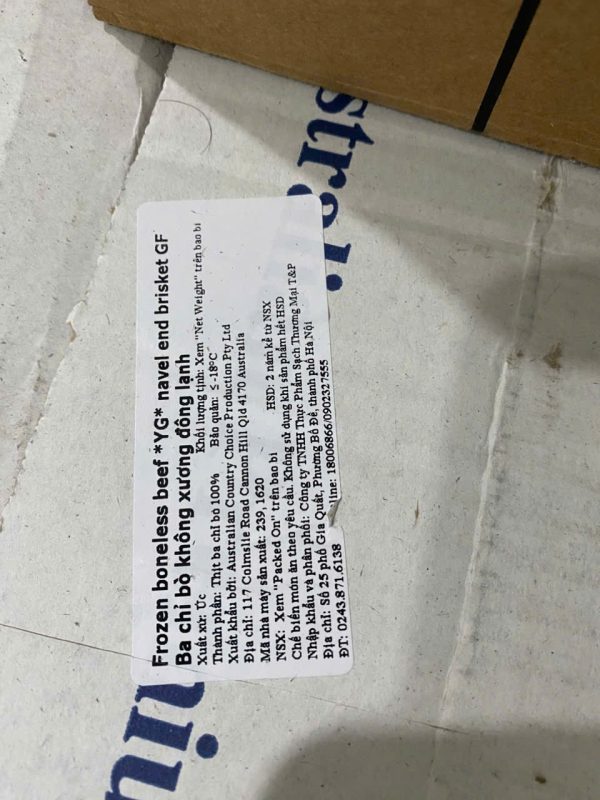 Frozen boneless beef *YG* navel end brisket GF
Ba chỉ bò không xương đông lạnh
Xuất xứ: Úc Khối lượng tịnh: Xem "Net Weight" trên bao bì
Thành phần: Thịt ba chỉ bò 100% Bảo quản: ≤ -18°C
Xuất khẩu bởi: Australian Country Choice Production Pty Ltd
Địa chỉ: 117 Colmslie Road Cannon Hill Qld 4170 Australia
Mã nhà máy sản xuất: 239, 1620
NSX: Xem "Packed On" trên bao bì HSD: 2 năm kể từ NSX
Chế biến món ăn theo yêu cầu. Không sử dụng khi sản phẩm hết HSD
Nhập khẩu và phân phối: Công ty TNHH Thực Phẩm Sạch Thương Mại T&P
Địa chỉ: Số 25 phố Gia Quất, Phường Bồ Đề, thành phố Hà Nội
ĐT: 0243.871.6138 line: 18006866/0902327555